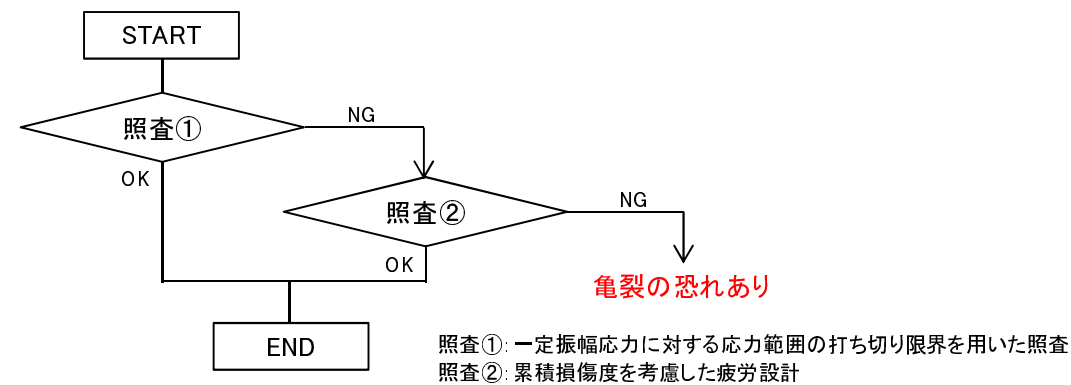 START
照査①
NG
OK
照査②
NG
OK
亀裂の恐れあり
END
照査①：一定振幅応力に対する応力範囲の打ち切り限界を用いた照査
照査②：累積損傷度を考慮した疲労設計